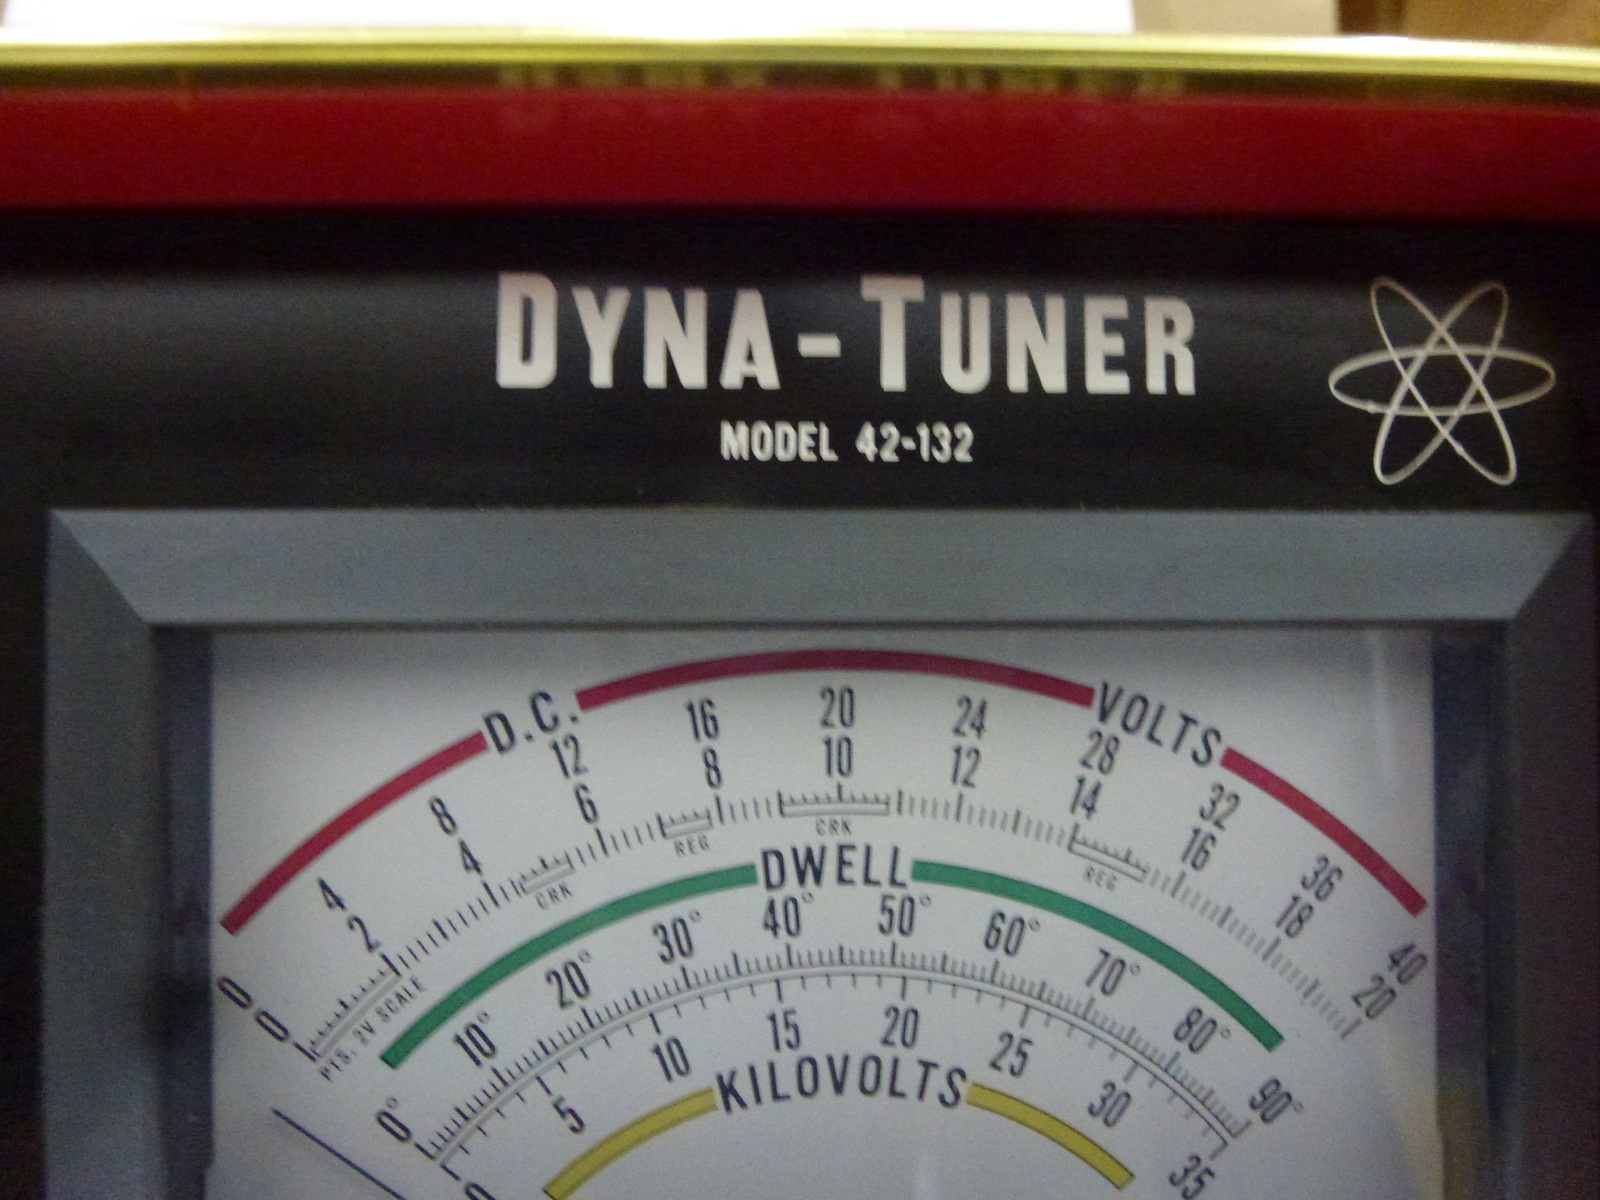 DYNA-TUNER
MODEL 42-132
D.C. VOLTS
0 4 8 12 16 20 24 28 32 36 40
0 2 4 6 8 10 12 14 16 18 20
PTS. 2V SCALE CRK REG CRK REG
DWELL
0° 10° 20° 30° 40° 50° 60° 70° 80° 90°
0 5 10 15 20 25 30 35
KILOVOLTS